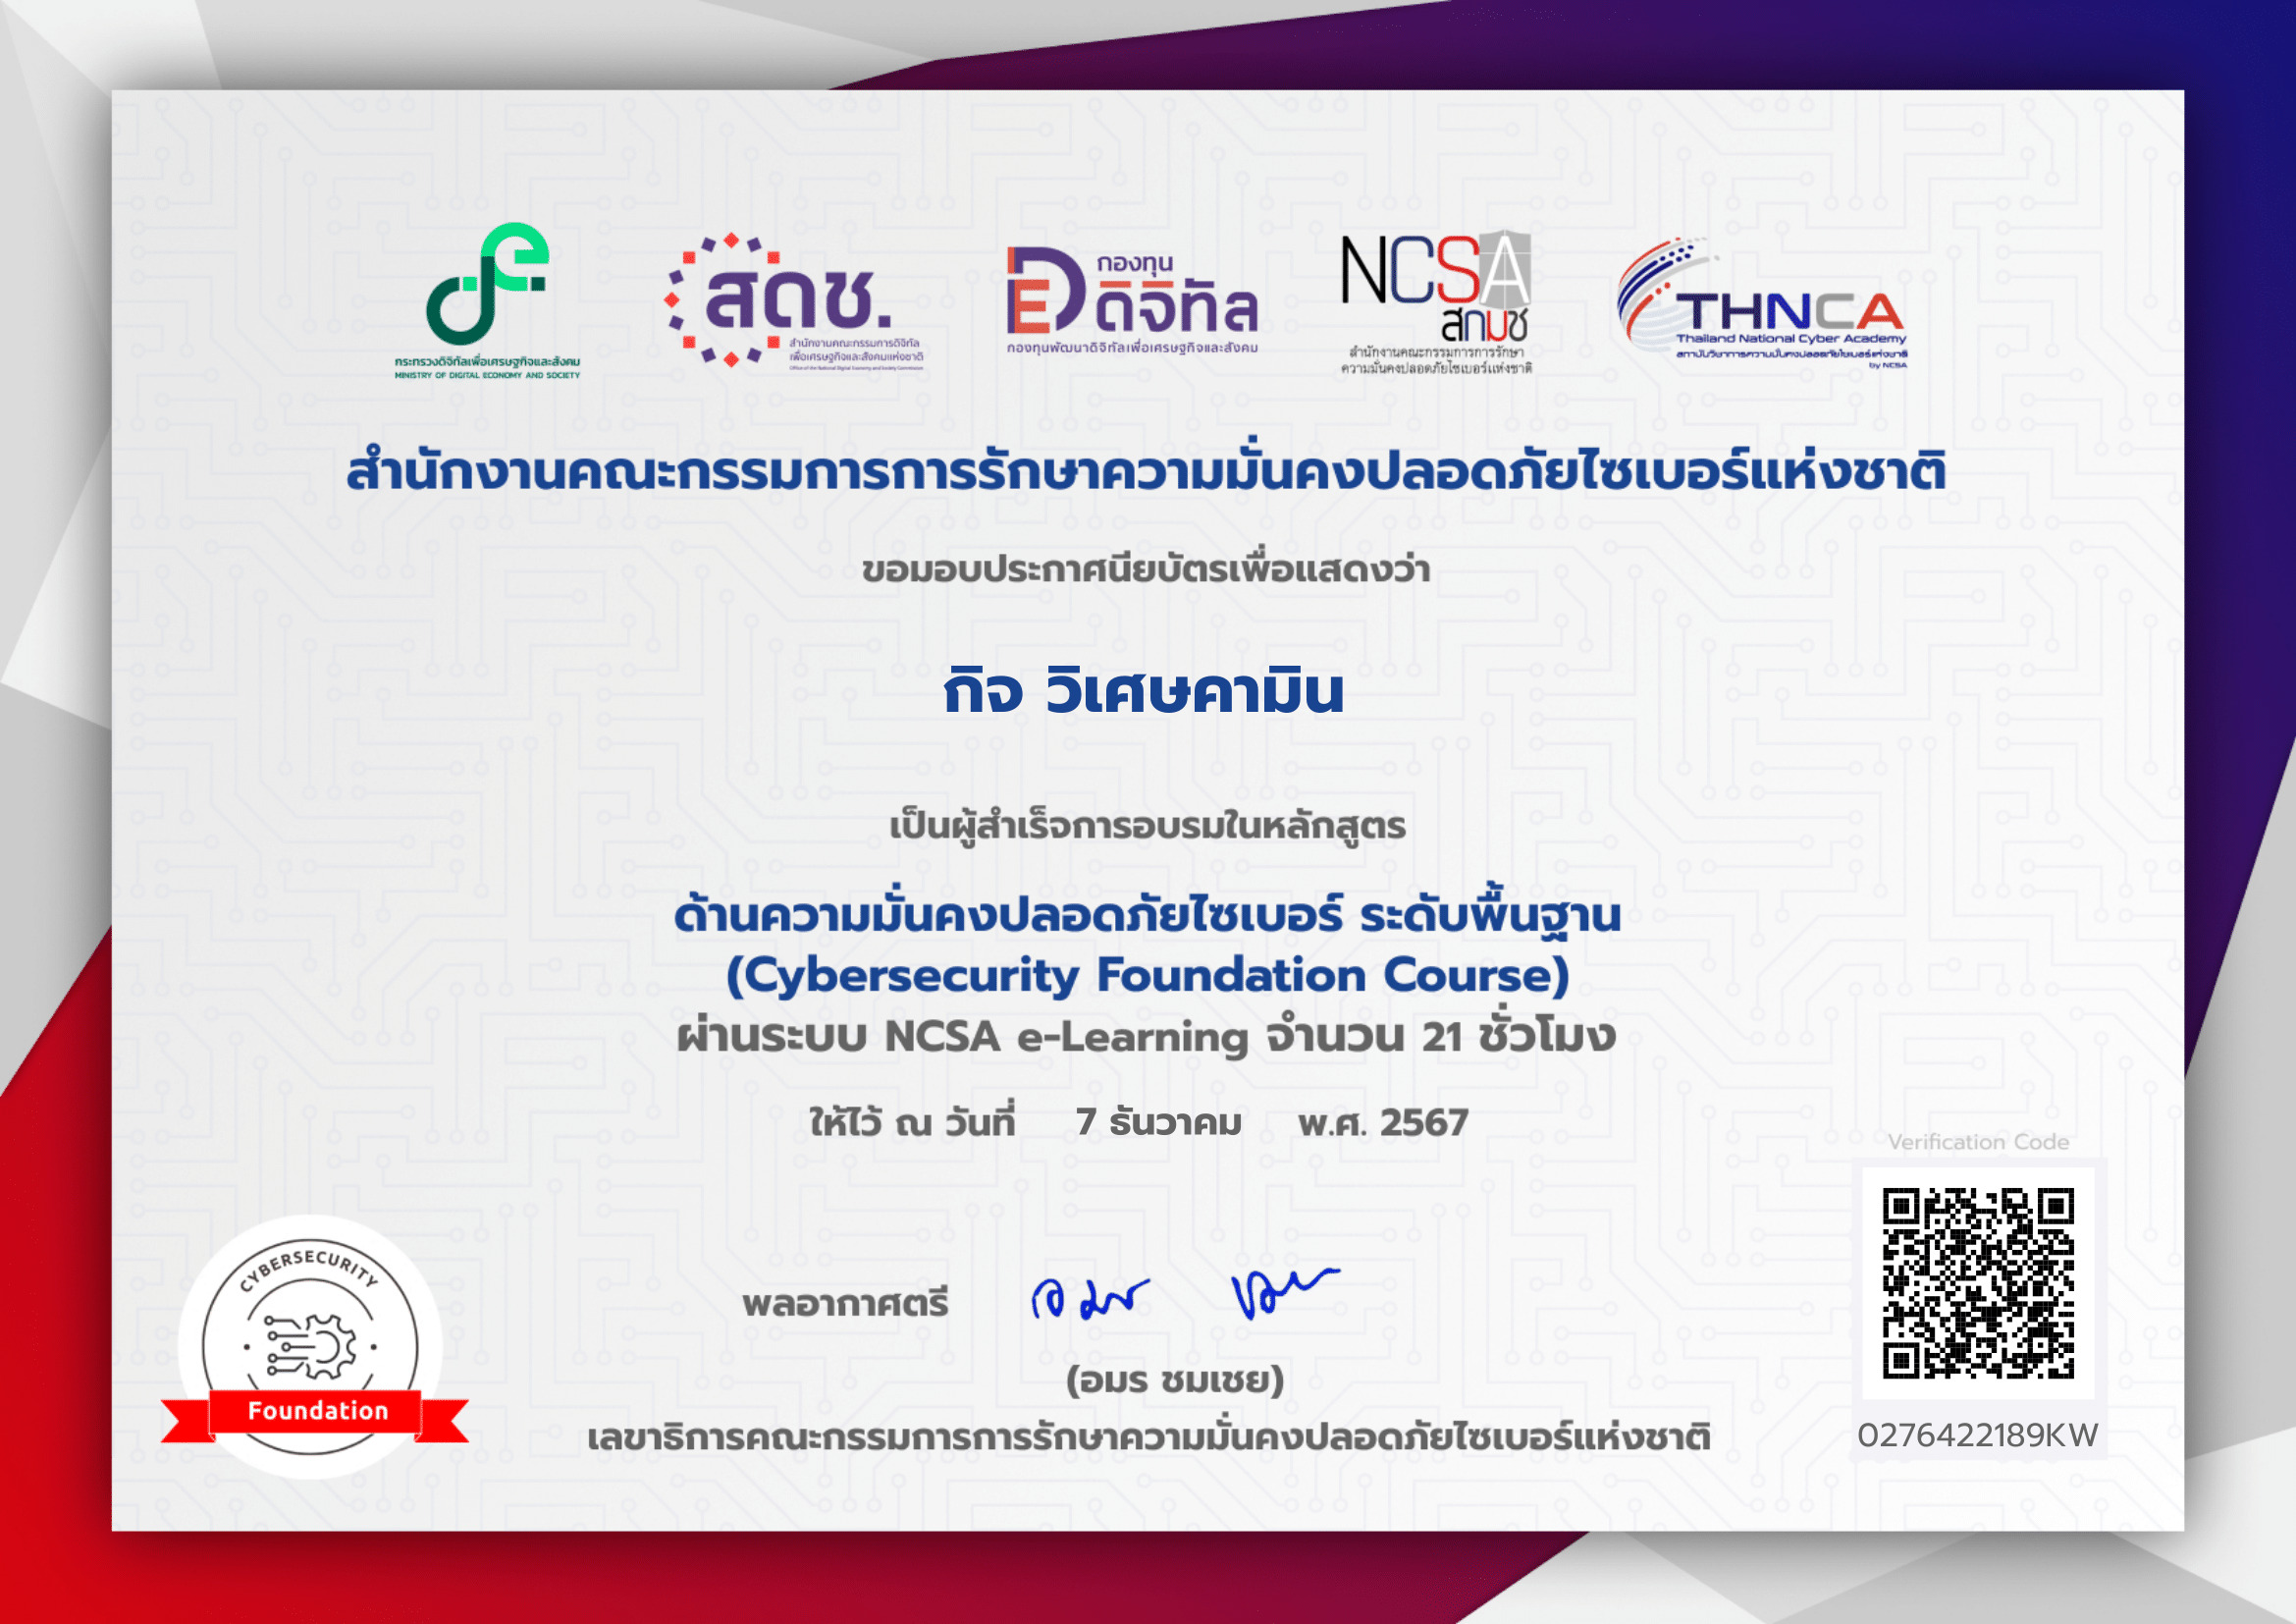 กระทรวงดิจิทัลเพื่อเศรษฐกิจและสังคม
MINISTRY OF DIGITAL ECONOMY AND SOCIETY
สดช.
สำนักงานคณะกรรมการดิจิทัล
เพื่อเศรษฐกิจและสังคมแห่งชาติ
Office of the National Digital Economy and Society Commission
กองทุน
ดิจิทัล
กองทุนพัฒนาดิจิทัลเพื่อเศรษฐกิจและสังคม
NCSA
สกมช
สำนักงานคณะกรรมการการรักษา
ความมั่นคงปลอดภัยไซเบอร์แห่งชาติ
THNCA
Thailand National Cyber Academy
สถาบันวิชาการความมั่นคงปลอดภัยไซเบอร์แห่งชาติ
by NCSA
สำนักงานคณะกรรมการการรักษาความมั่นคงปลอดภัยไซเบอร์แห่งชาติ
ขอมอบประกาศนียบัตรเพื่อแสดงว่า
กิจ วิเศษคามิน
เป็นผู้สำเร็จการอบรมในหลักสูตร
ด้านความมั่นคงปลอดภัยไซเบอร์ ระดับพื้นฐาน
(Cybersecurity Foundation Course)
ผ่านระบบ NCSA e-Learning จำนวน 21 ชั่วโมง
ให้ไว้ ณ วันที่ 7 ธันวาคม พ.ศ. 2567
Verification Code
0276422189KW
CYBERSECURITY
Foundation
พลอากาศตรี อมร ชมเชย
(อมร ชมเชย)
เลขาธิการคณะกรรมการการรักษาความมั่นคงปลอดภัยไซเบอร์แห่งชาติ